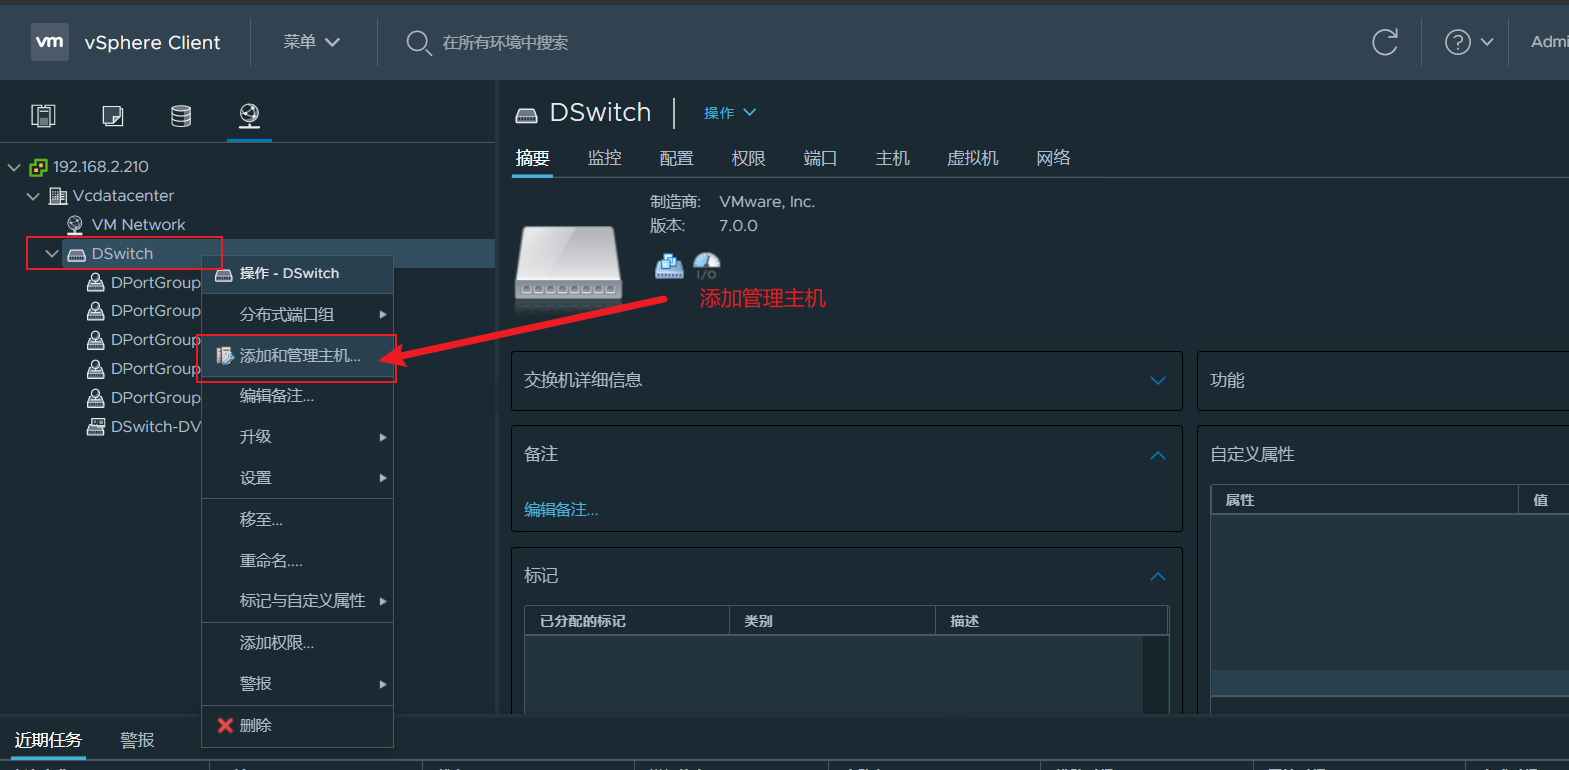 vm vSphere Client 菜单 在所有环境中搜索 Admi
DSwitch 操作
摘要 监控 配置 权限 端口 主机 虚拟机 网络
192.168.2.210
Vcdatacenter
VM Network
DSwitch
DPortGroup
DPortGroup
DPortGroup
DPortGroup
DPortGroup
DSwitch-DV
操作 - DSwitch
分布式端口组
添加和管理主机...
编辑备注...
升级
设置
移至...
重命名....
标记与自定义属性
添加权限...
警报
删除
制造商: VMware, Inc.
版本: 7.0.0
I/O
添加管理主机
交换机详细信息
功能
备注
编辑备注...
自定义属性
属性 值
标记
已分配的标记 类别 描述
近期任务 警报